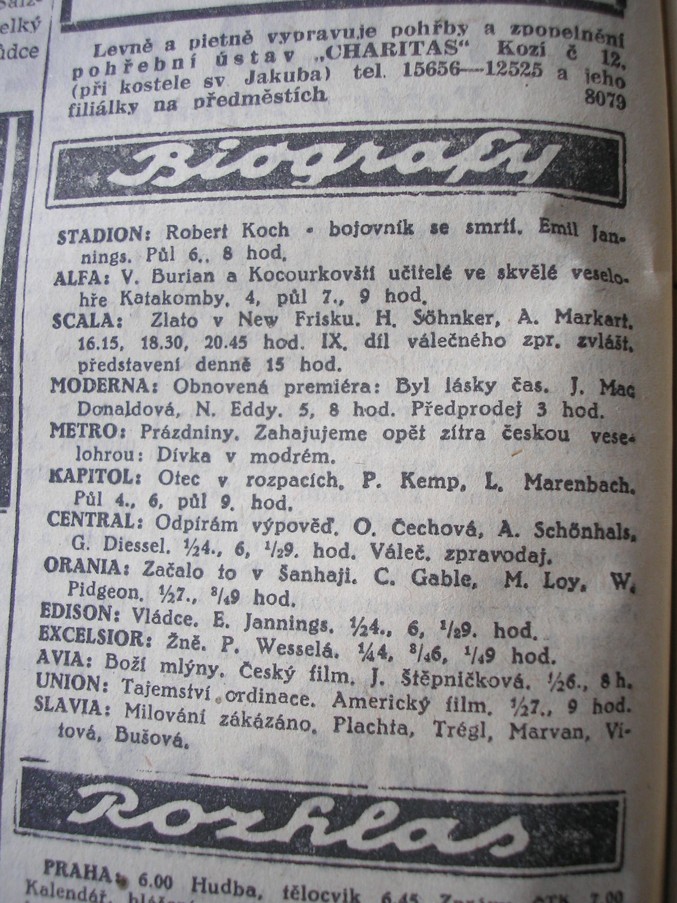 elký
ůdce
Levně a pietně vypravuje pohřby a zpopelnění
pohřební ústav „CHARITAS" Kozí č 12,
(při kostele sv. Jakuba) tel. 15656—12525 a jeho
filiálky na předměstích 8079
Biografy
STADION: Robert Koch - bojovník se smrtí. Emil Jan-
nings. Půl 6., 8 hod.
ALFA: V. Burian a Kocourkovští učitelé ve skvělé veselo-
hře Katakomby. 4, půl 7., 9 hod.
SCALA: Zlato v New Frisku. H. Söhnker, A. Markart.
16.15, 18.30, 20.45 hod. IX. díl válečného zpr. zvlášt.
představení denně 15 hod.
MODERNA: Obnovená premiéra: Byl lásky čas. J. Mac
Donaldová, N. Eddy. 5, 8 hod. Předprodej 3 hod.
METRO: Prázdniny. Zahajujeme opět zítra českou vese-
lohrou: Dívka v modrém.
KAPITOL: Otec v rozpacích. P. Kemp, L. Marenbach.
Půl 4., 6, půl 9. hod.
CENTRAL: Odpírám výpověď. O. Čechová, A. Schönhals,
G. Diessel. ½4., 6, ½9. hod. Váleč. zpravodaj.
ORANIA: Začalo to v Šanhaji. C. Gable, M. Loy, W.
Pidgeon. ½7., ¾9 hod.
EDISON: Vládce. E. Jannings. ½4., 6, ½9. hod.
EXCELSIOR: Žně. P. Wesselá. ¼4, ¾6, ¼9 hod.
AVIA: Boží mlýny. Český film. J. Štěpničková. ½6., 8 h.
UNION: Tajemství ordinace. Americký film. ½7., 9 hod.
SLAVIA: Milování zákázáno. Plachta, Trégl, Marvan, Ví-
tová, Bušová.
Rozhlas
PRAHA: 6.00 Hudba, tělocvik 6.45 Zprávy ČTK 7.00
Kalendář,